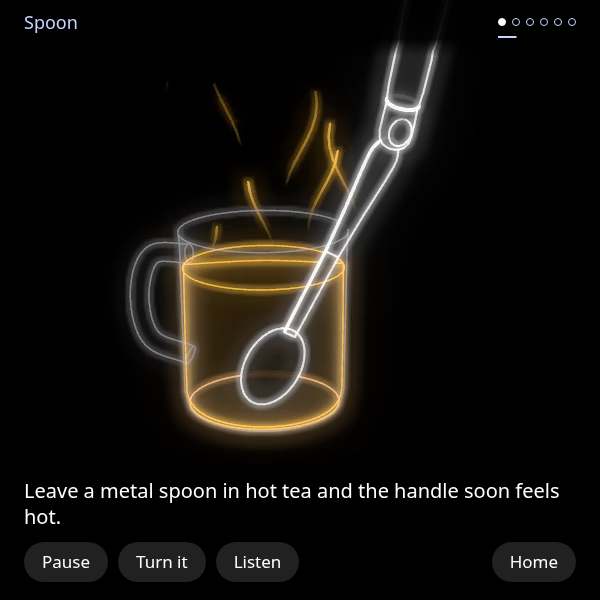 Spoon
Leave a metal spoon in hot tea and the handle soon feels
hot.
Pause
Turn it
Listen
Home